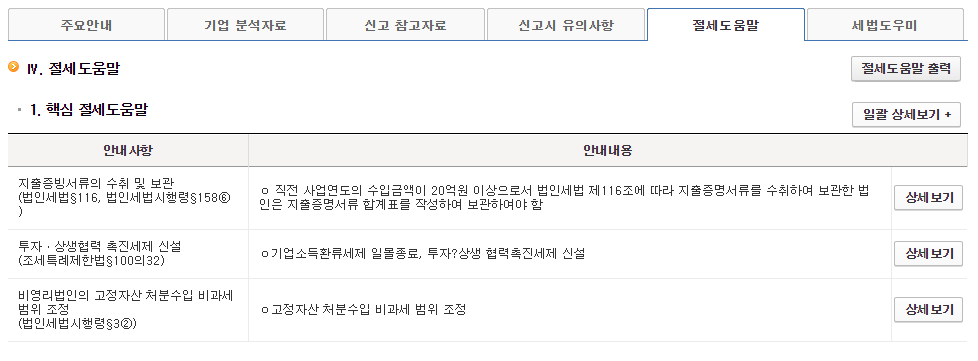 주요안내 기업 분석자료 신고 참고자료 신고시 유의사항 절세도움말 세법도우미
Ⅳ. 절세도움말 절세도움말 출력
1. 핵심 절세도움말 일괄 상세보기 +
안내사항 안내내용
지출증빙서류의 수취 및 보관
(법인세법§116, 법인세법시행령§158⑥
)
ㅇ 직전 사업연도의 수입금액이 20억원 이상으로서 법인세법 제116조에 따라 지출증명서류를 수취하여 보관한 법
인은 지출증명서류 합계표를 작성하여 보관하여야 함
상세보기
투자ㆍ상생협력 촉진세제 신설
(조세특례제한법§100의32)
ㅇ기업소득환류세제 일몰종료, 투자?상생 협력촉진세제 신설
상세보기
비영리법인의 고정자산 처분수입 비과세
범위 조정
(법인세법시행령§3②))
ㅇ고정자산 처분수입 비과세 범위 조정
상세보기